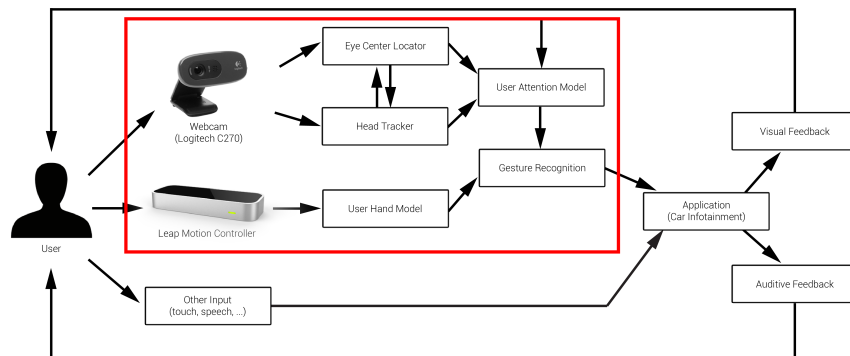 Eye Center Locator
User Attention Model
Webcam
(Logitech C270)
Head Tracker
Visual Feedback
Gesture Recognition
User Hand Model
Application
(Car Infotainment)
Leap Motion Controller
User
Auditive Feedback
Other Input
(touch, speech, ...)